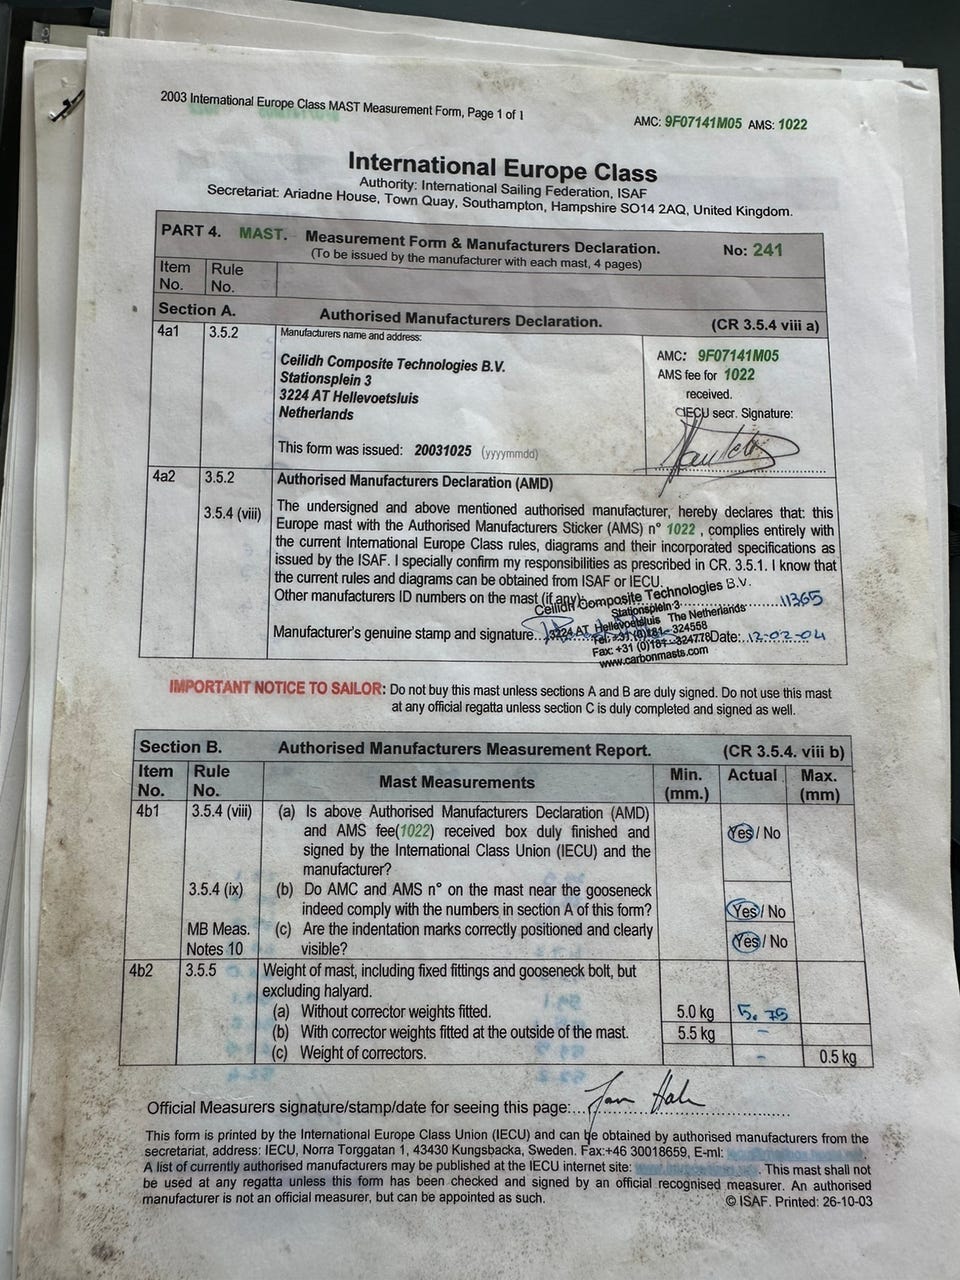 2003 International Europe Class MAST Measurement Form, Page 1 of 1
AMC: 9F07141M05 AMS: 1022
International Europe Class
Authority: International Sailing Federation, ISAF
Secretariat: Ariadne House, Town Quay, Southampton, Hampshire SO14 2AQ, United Kingdom.
PART 4. MAST. Measurement Form & Manufacturers Declaration. No: 241
(To be issued by the manufacturer with each mast, 4 pages)
Item No. Rule No.
Section A. Authorised Manufacturers Declaration. (CR 3.5.4 viii a)
4a1 3.5.2 Manufacturers name and address:
Ceilidh Composite Technologies B.V.
Stationsplein 3
3224 AT Hellevoetsluis
Netherlands
This form was issued: 20031025 (yyyymmdd)
AMC: 9F07141M05
AMS fee for 1022
received.
CIECU secr. Signature:
4a2 3.5.2 Authorised Manufacturers Declaration (AMD)
3.5.4 (viii) The undersigned and above mentioned authorised manufacturer, hereby declares that: this
Europe mast with the Authorised Manufacturers Sticker (AMS) n° 1022 , complies entirely with
the current International Europe Class rules, diagrams and their incorporated specifications as
issued by the ISAF. I specially confirm my responsibilities as prescribed in CR. 3.5.1. I know that
the current rules and diagrams can be obtained from ISAF or IECU.
Other manufacturers ID numbers on the mast (if any): 11365
Ceilidh Composite Technologies B.V.
Stationsplein 3
3224 AT Hellevoetsluis The Netherlands
Tel: +31 (0)181 - 324558
Fax: +31 (0)181 - 324778
www.carbonmasts.com
Manufacturer's genuine stamp and signature Date: 12-02-04
IMPORTANT NOTICE TO SAILOR: Do not buy this mast unless sections A and B are duly signed. Do not use this mast
at any official regatta unless section C is duly completed and signed as well.
Section B. Authorised Manufacturers Measurement Report. (CR 3.5.4. viii b)
Item No. Rule No. Mast Measurements Min. (mm.) Actual Max. (mm)
4b1 3.5.4 (viii) (a) Is above Authorised Manufacturers Declaration (AMD)
and AMS fee(1022) received box duly finished and
signed by the International Class Union (IECU) and the
manufacturer? Yes / No
3.5.4 (ix) (b) Do AMC and AMS n° on the mast near the gooseneck
indeed comply with the numbers in section A of this form? Yes / No
MB Meas. (c) Are the indentation marks correctly positioned and clearly
Notes 10 visible? Yes / No
4b2 3.5.5 Weight of mast, including fixed fittings and gooseneck bolt, but
excluding halyard.
(a) Without corrector weights fitted. 5.0 kg 5.75
(b) With corrector weights fitted at the outside of the mast. 5.5 kg -
(c) Weight of correctors. - 0.5 kg
Official Measurers signature/stamp/date for seeing this page:
This form is printed by the International Europe Class Union (IECU) and can be obtained by authorised manufacturers from the
secretariat, address: IECU, Norra Torggatan 1, 43430 Kungsbacka, Sweden. Fax:+46 30018659, E-ml:
A list of currently authorised manufacturers may be published at the IECU internet site: . This mast shall not
be used at any regatta unless this form has been checked and signed by an official recognised measurer. An authorised
manufacturer is not an official measurer, but can be appointed as such. © ISAF. Printed: 26-10-03